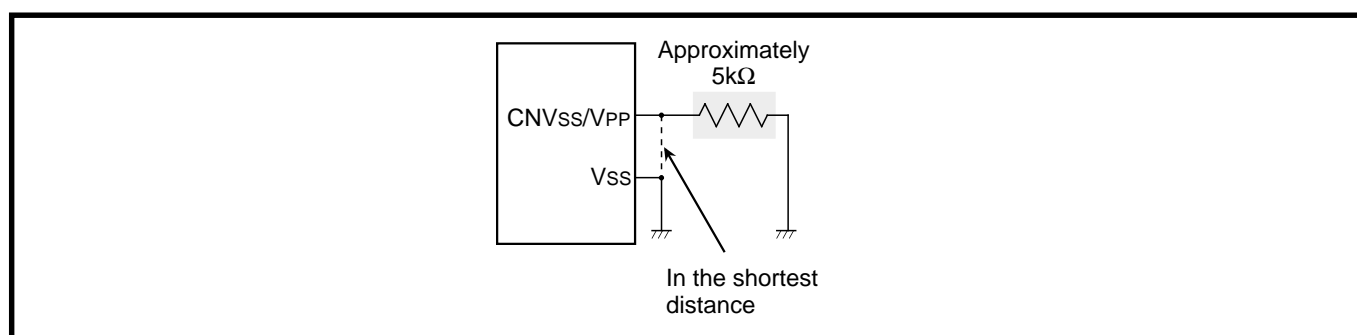 Approximately
5kΩ
CNVSS/VPP
VSS
In the shortest
distance